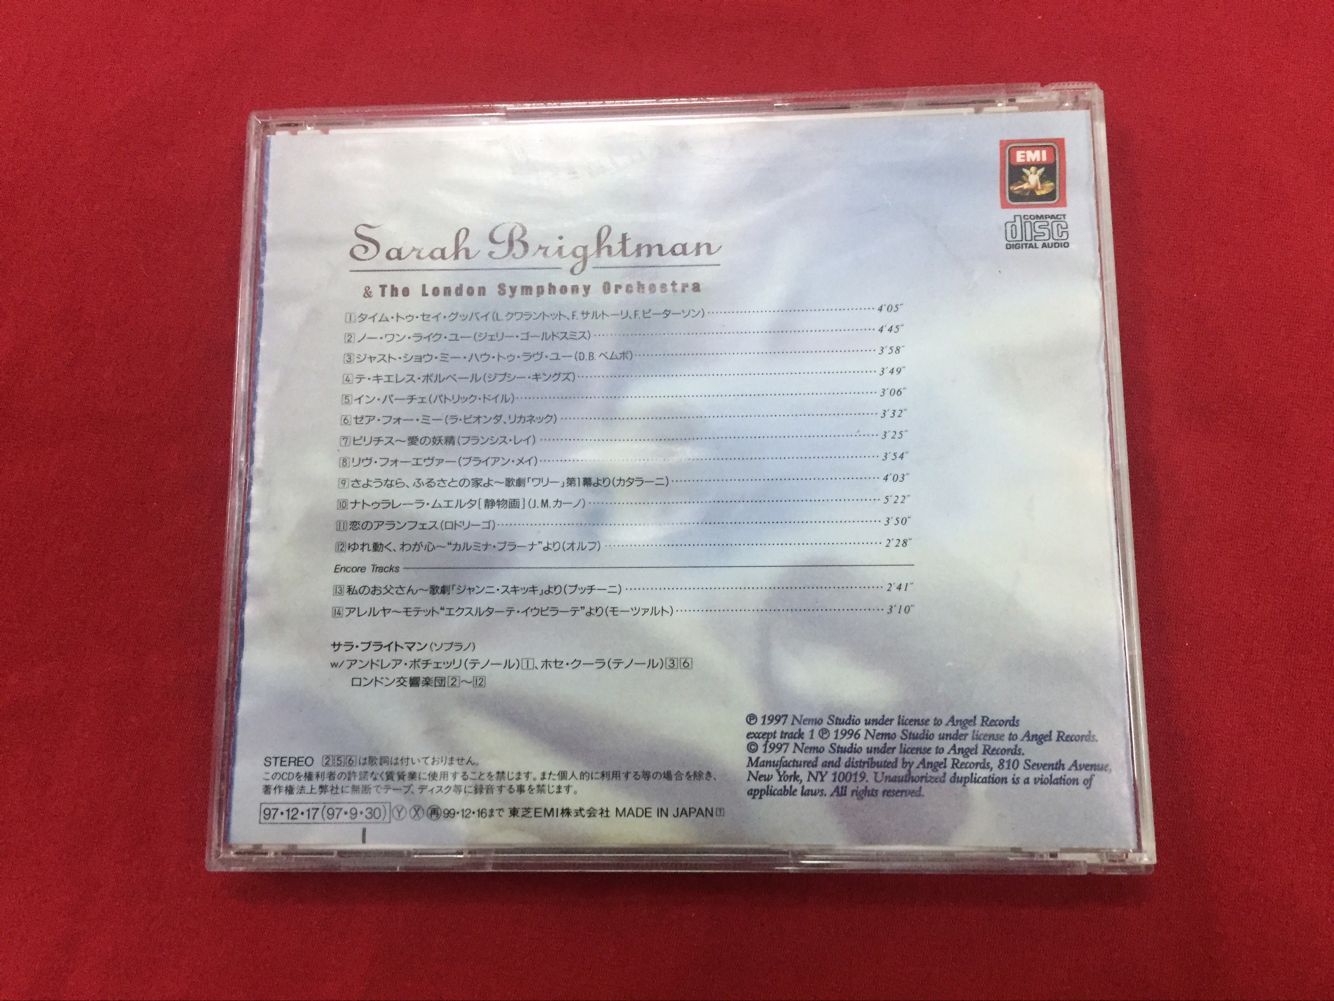 EMI
COMPACT
disc
DIGITAL AUDIO
Sarah Brightman
& The London Symphony Orchestra
1 タイム・トゥ・セイ・グッバイ(L.クワラントット、F.サルトーリ、F.ピーターソン) 4'05"
2 ノー・ワン・ライク・ユー(ジェリー・ゴールドスミス) 4'45"
3 ジャスト・ショウ・ミー・ハウ・トゥ・ラヴ・ユー(D.B.ベムボ) 3'58"
4 テ・キエレス・ボルベール(ジプシー・キングズ) 3'49"
5 イン・パーチェ(パトリック・ドイル) 3'06"
6 ゼア・フォー・ミー(ラ・ビオンダ、リカネック) 3'32"
7 ビリチス〜愛の妖精(フランシス・レイ) 3'25"
8 リヴ・フォーエヴァー(ブライアン・メイ) 3'54"
9 さようなら、ふるさとの家よ〜歌劇「ワリー」第1幕より(カタラーニ) 4'03"
10 ナトゥラレーラ・ムエルタ[静物画](J.M.カーノ) 5'22"
11 恋のアランフェス(ロドリーゴ) 3'50"
12 ゆれ動く、わが心〜“カルミナ・ブラーナ”より(オルフ) 2'28"
Encore Tracks
13 私のお父さん〜歌劇「ジャンニ・スキッキ」より(プッチーニ) 2'41"
14 アレルヤ〜モテット“エクスルターテ・イウビラーテ”より(モーツァルト) 3'10"
サラ・ブライトマン(ソプラノ)
w/アンドレア・ボチェッリ(テノール)1、ホセ・クーラ(テノール)3 6
ロンドン交響楽団2〜12
℗ 1997 Nemo Studio under license to Angel Records
except track 1 ℗ 1996 Nemo Studio under license to Angel Records.
© 1997 Nemo Studio under license to Angel Records.
Manufactured and distributed by Angel Records, 810 Seventh Avenue,
New York, NY 10019. Unauthorized duplication is a violation of
applicable laws. All rights reserved.
STEREO 2 5 6は歌詞は付いておりません。
このCDを権利者の許諾なく賃貸業に使用することを禁じます。また個人的に利用する等の場合を除き、
著作権法上弊社に無断でテープ、ディスク等に録音する事を禁じます。
97・12・17(97・9・30) Ⓨ Ⓧ 再 99・12・16まで 東芝EMI株式会社 MADE IN JAPAN T